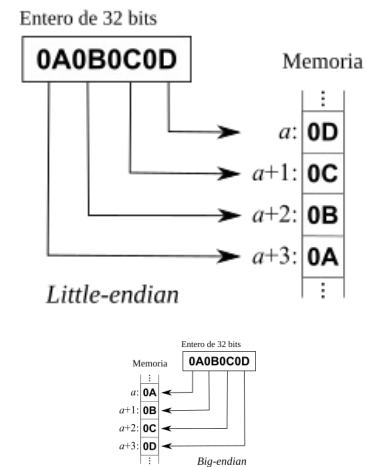 Entero de 32 bits
0A0B0C0D
Memoria
a: 0D
a+1: 0C
a+2: 0B
a+3: 0A
Little-endian
Entero de 32 bits
Memoria
0A0B0C0D
a: 0A
a+1: 0B
a+2: 0C
a+3: 0D
Big-endian